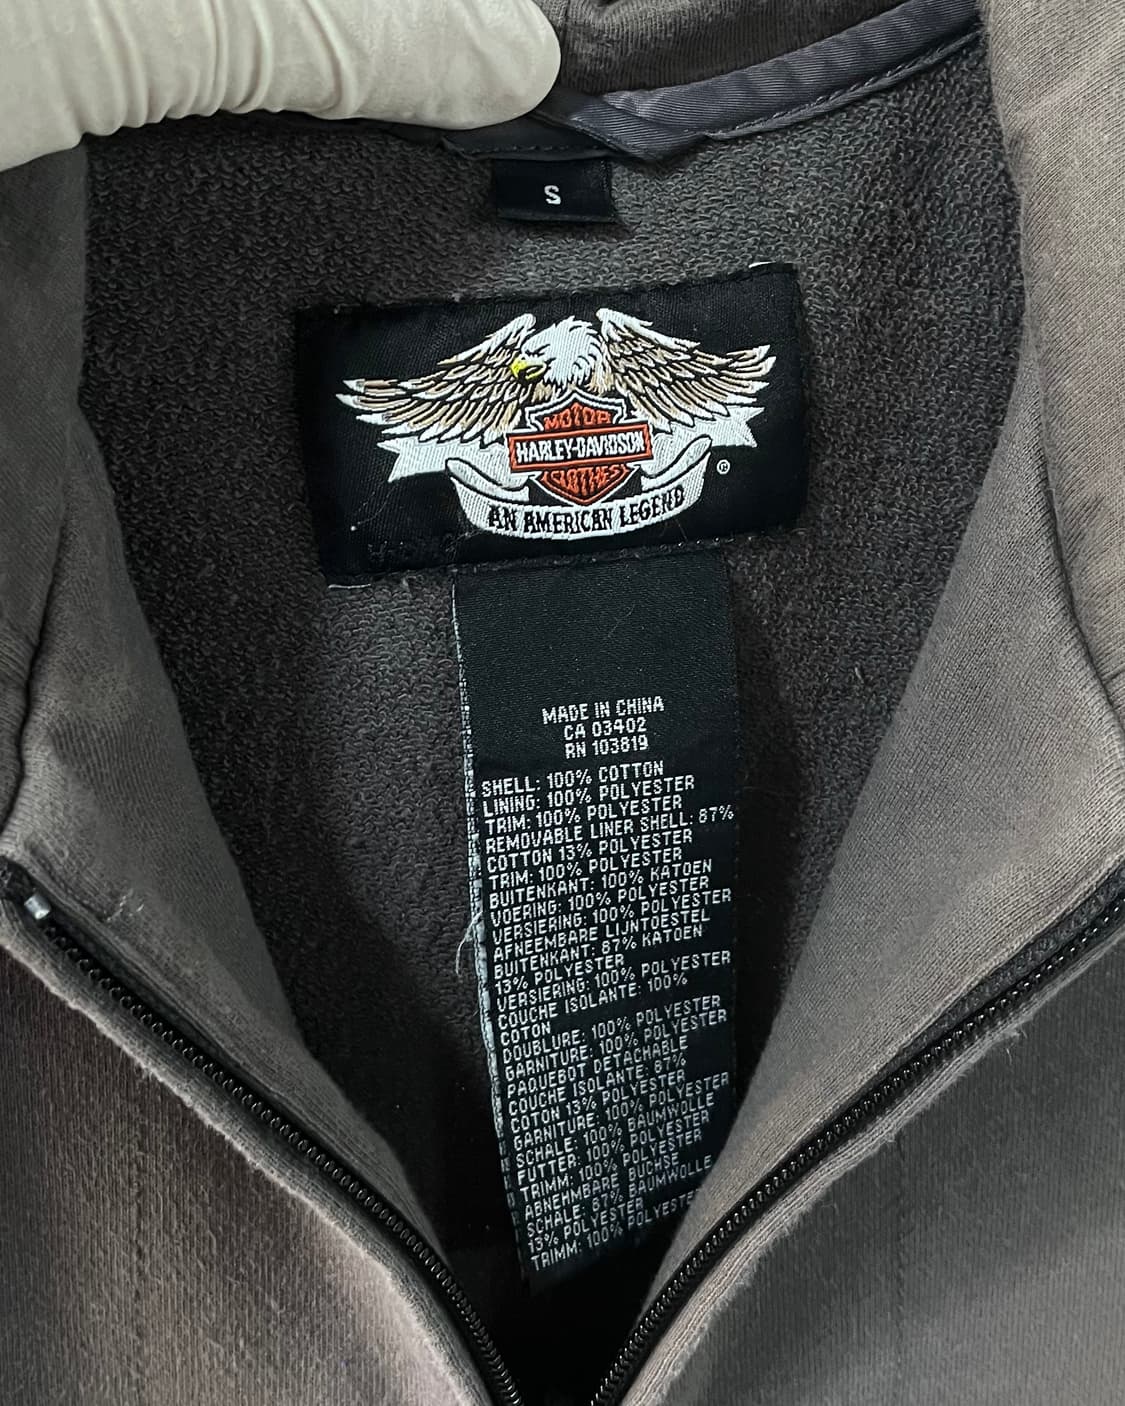 S
MOTOR
HARLEY-DAVIDSON
CLOTHES
®
AN AMERICAN LEGEND
MADE IN CHINA
CA 03402
RN 103819
SHELL: 100% COTTON
LINING: 100% POLYESTER
TRIM: 100% POLYESTER
REMOVABLE LINER SHELL: 87%
COTTON 13% POLYESTER
TRIM: 100% POLYESTER
BUITENKANT: 100% KATOEN
VOERING: 100% POLYESTER
VERSIERING: 100% POLYESTER
AFNEEMBARE LIJNTOESTEL
BUITENKANT: 87% KATOEN
13% POLYESTER
VERSIERING: 100% POLYESTER
COUCHE ISOLANTE: 100%
COTON
DOUBLURE: 100% POLYESTER
GARNITURE: 100% POLYESTER
PAQUEBOT DETACHABLE
COUCHE ISOLANTE: 87%
COTON 13% POLYESTER
GARNITURE: 100% POLYESTER
SCHALE: 100% BAUMWOLLE
FUTTER: 100% POLYESTER
TRIMM: 100% POLYESTER
ABNEHMBARE BUCHSE
SCHALE: 87% BAUMWOLLE
13% POLYESTER
TRIMM: 100% POLYESTER